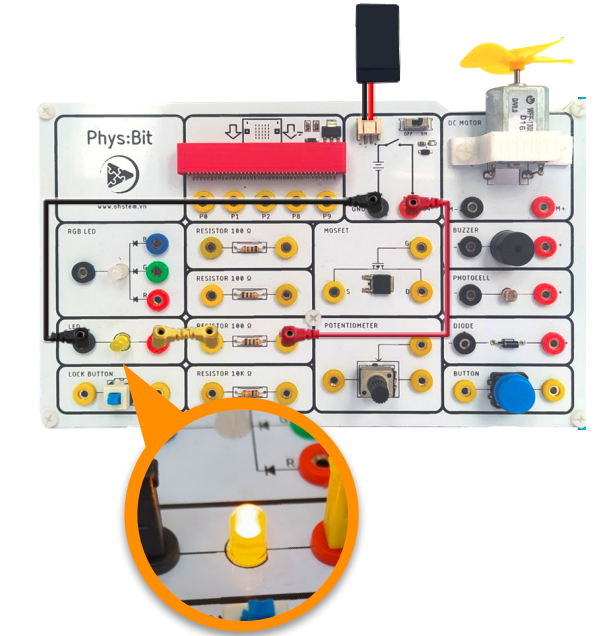 Phys:Bit
www.ohstem.vn
P0 P1 P2 P8 P9
OFF ON
GND
DC MOTOR
M- M+
RGB LED
B
G
R
RESISTOR 100 Ω
MOSFET
G
S D
BUZZER
- +
RESISTOR 100 Ω
PHOTOCELL
- +
LED
RESISTOR 100 Ω
POTENTIOMETER
DIODE
LOCK BUTTON
RESISTOR 10K Ω
BUTTON
R